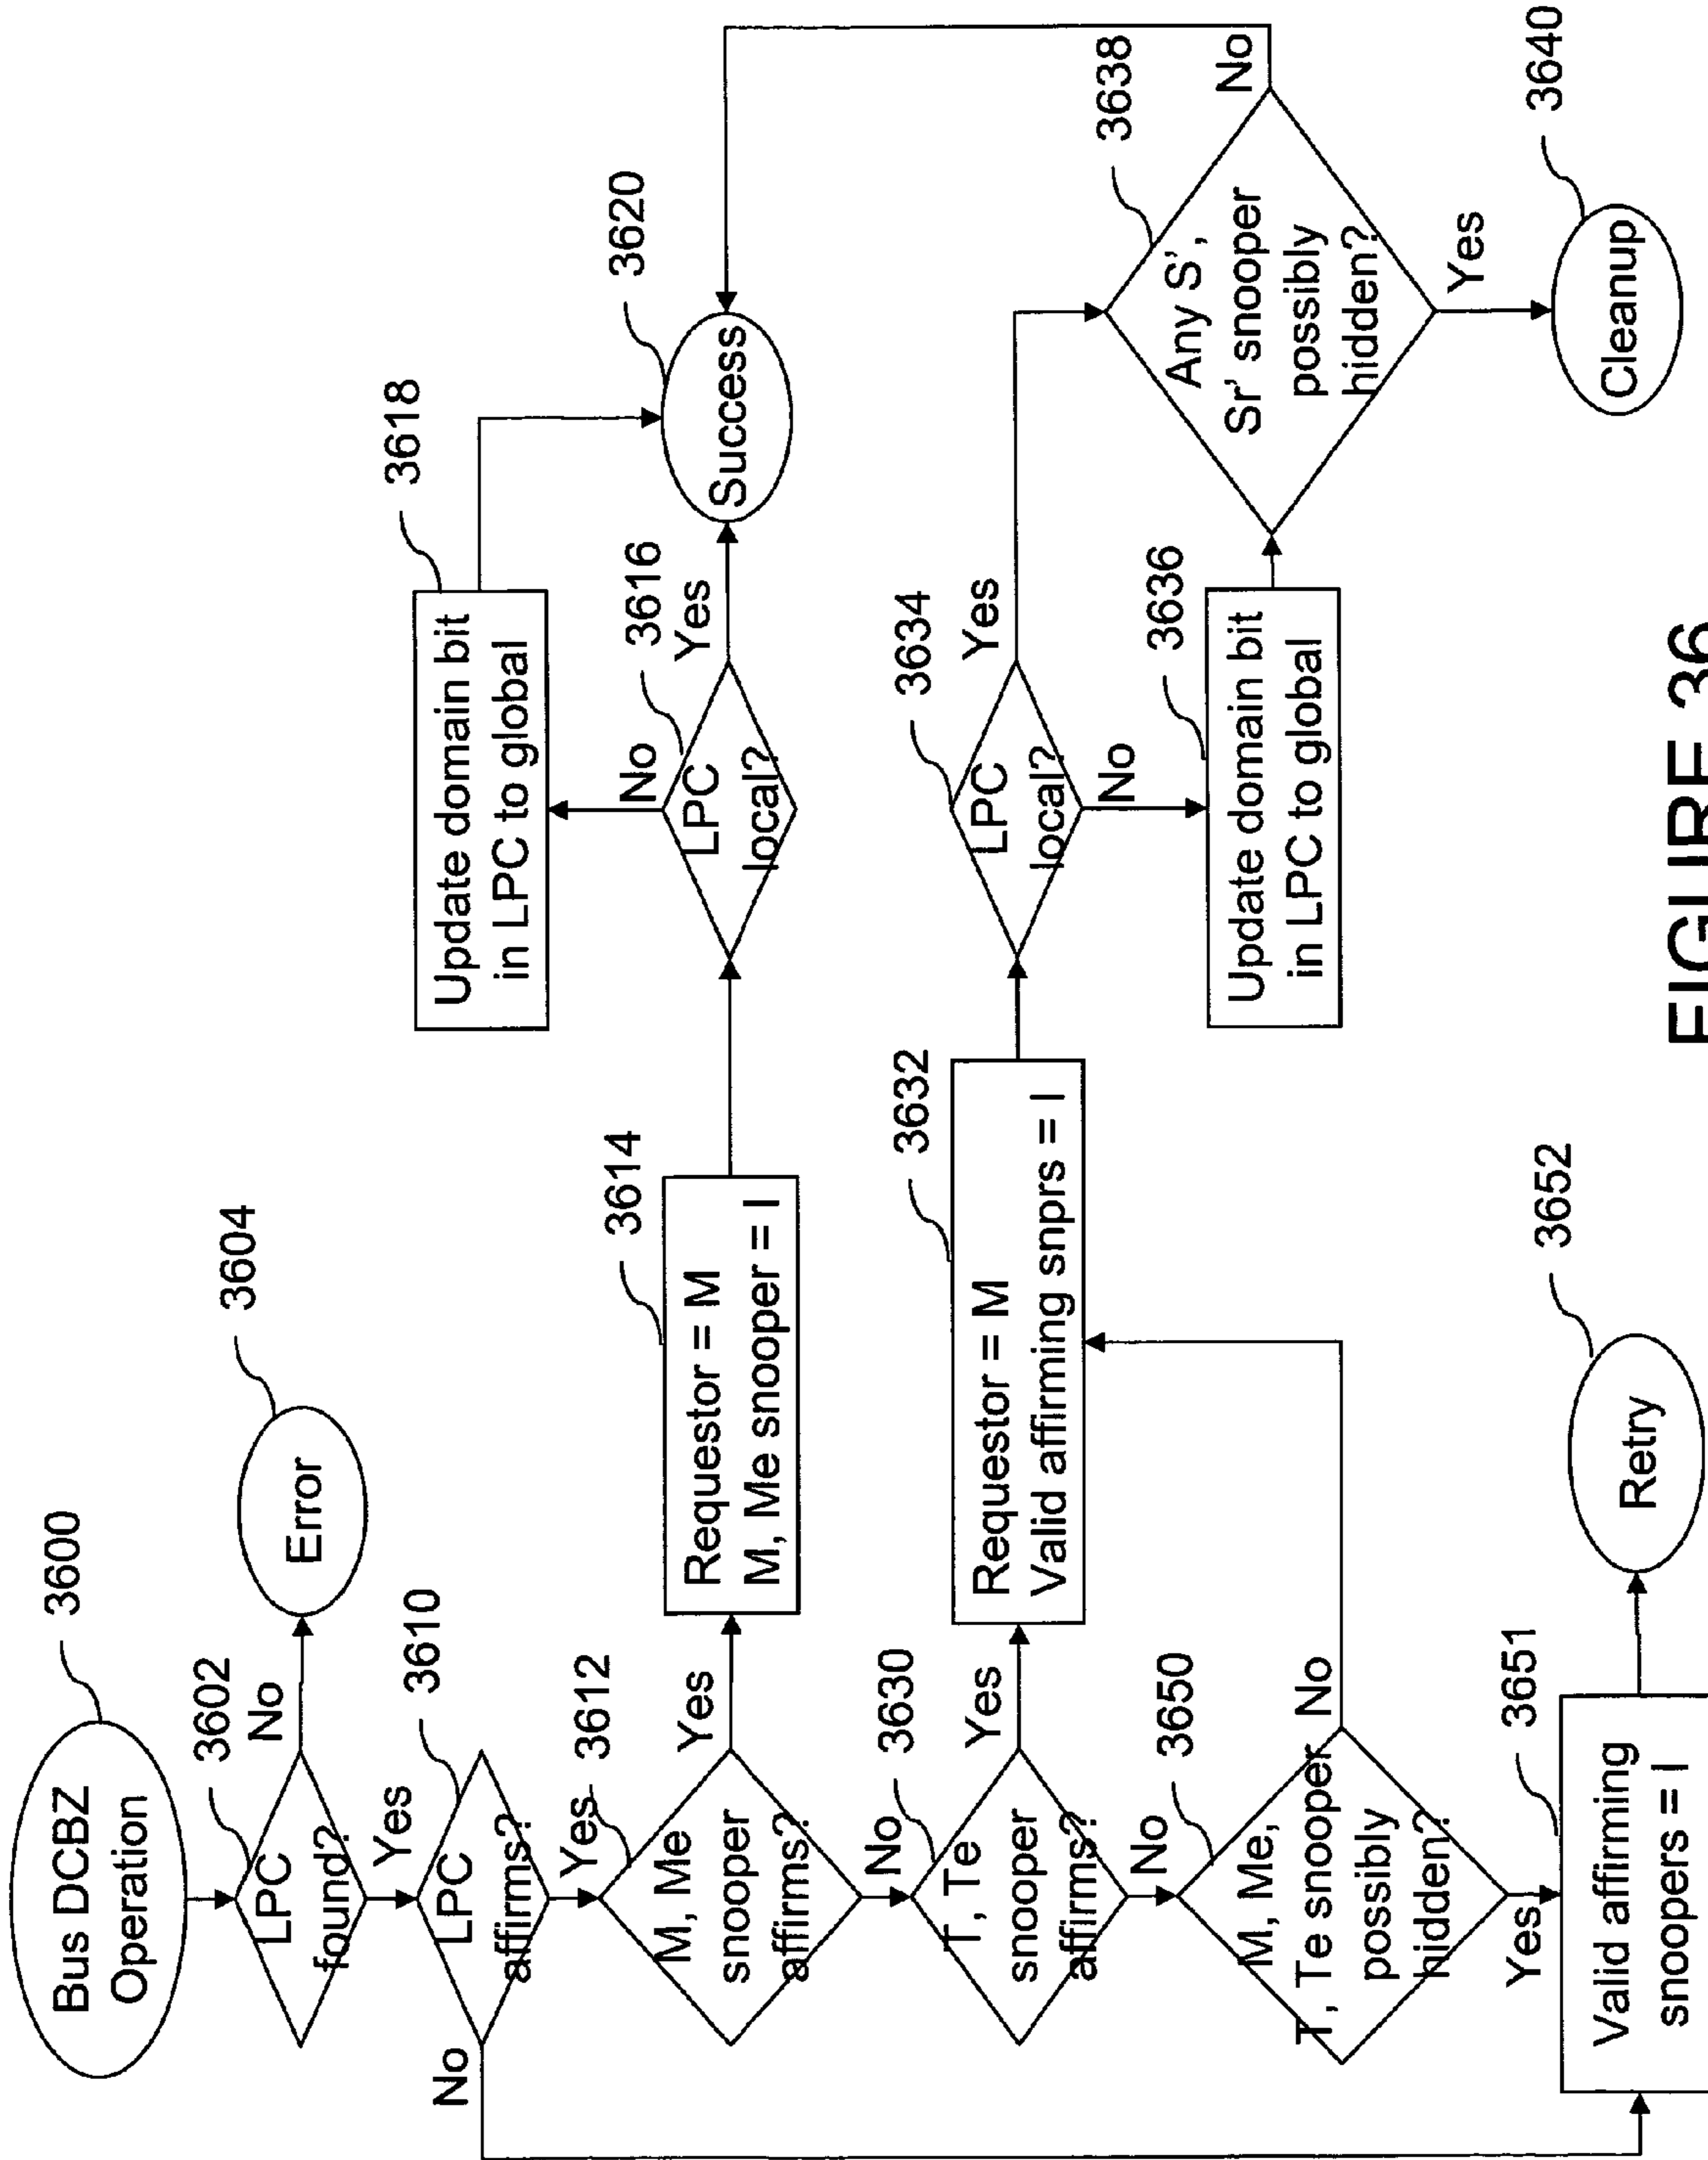 3600
Bus DCBZ
Operation
3602
LPC
found?
No
3604
Error
Yes
3610
LPC
affirms?
No
Yes
3612
M, Me
snooper
affirms?
Yes
3614
Requestor = M
M, Me snooper = I
3616
LPC
local?
No
Yes
3618
Update domain bit
in LPC to global
3620
Success
No
3630
T, Te
snooper
affirms?
Yes
3632
Requestor = M
Valid affirming snprs = I
3634
LPC
local?
Yes
No
3636
Update domain bit
in LPC to global
3638
Any S',
Sr' snooper
possibly
hidden?
No
Yes
3640
Cleanup
No
3650
M, Me,
T, Te snooper
possibly
hidden?
No
Yes
3651
Valid affirming
snoopers = I
3652
Retry
FIGURE 36